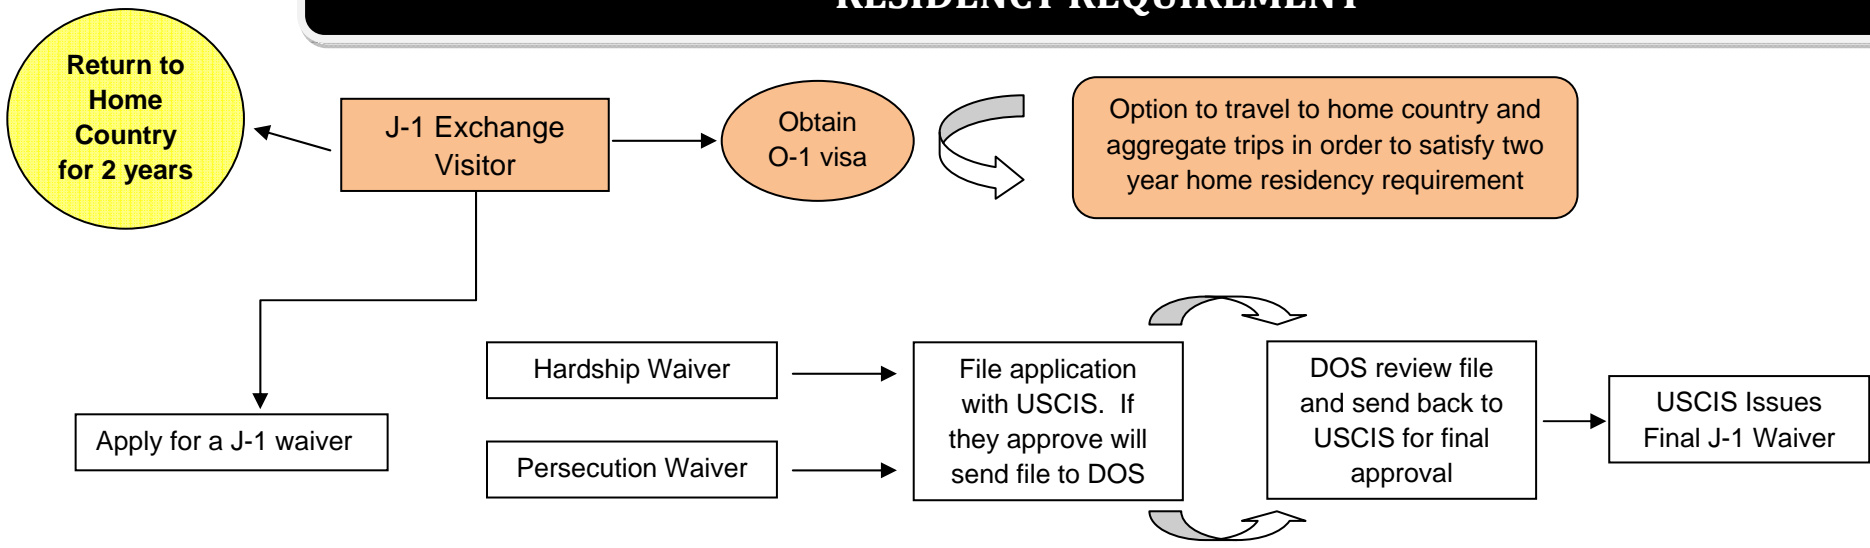 RESIDENCY REQUIREMENT
Return to
Home
Country
for 2 years
J-1 Exchange
Visitor
Obtain
O-1 visa
Option to travel to home country and
aggregate trips in order to satisfy two
year home residency requirement
Apply for a J-1 waiver
Hardship Waiver
Persecution Waiver
File application
with USCIS.  If
they approve will
send file to DOS
DOS review file
and send back to
USCIS for final
approval
USCIS Issues
Final J-1 Waiver